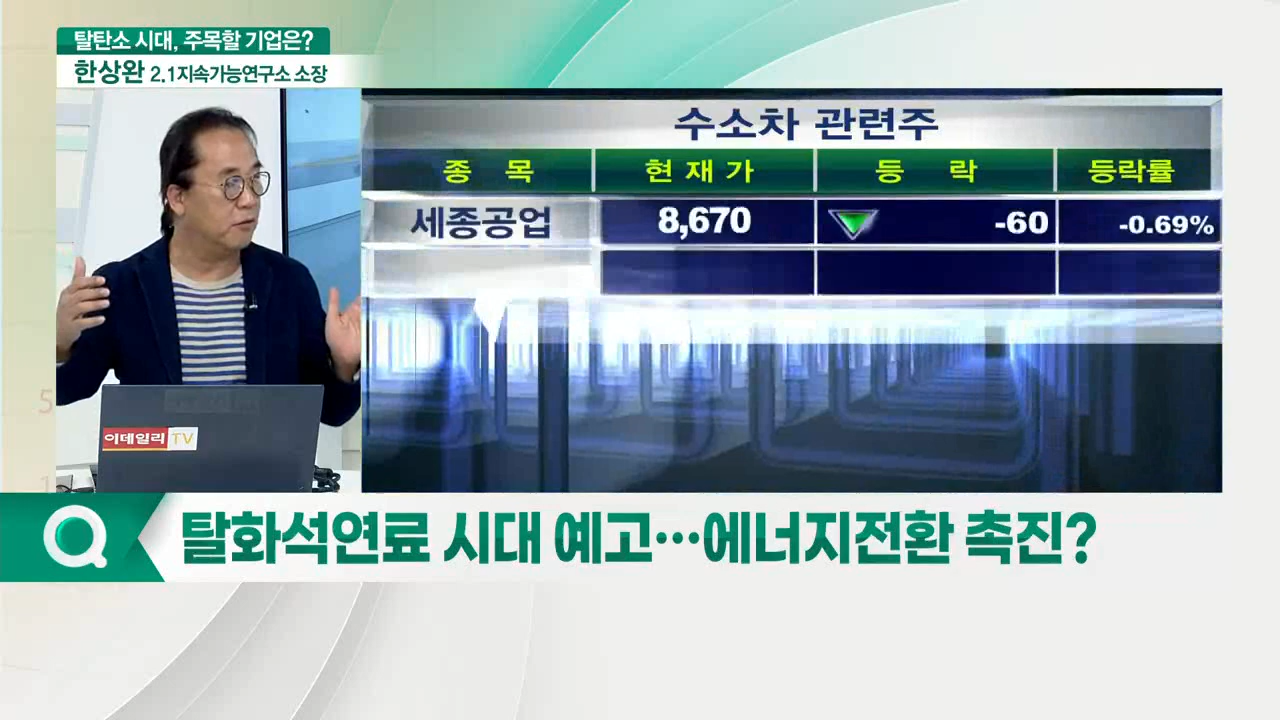 탈탄소 시대, 주목할 기업은?
한상완 2.1지속가능연구소 소장
수소차 관련주
종 목 현재가 등 락 등락률
세종공업 8,670 -60 -0.69%
5
1
이데일리 TV
Q 탈화석연료 시대 예고…에너지전환 촉진?